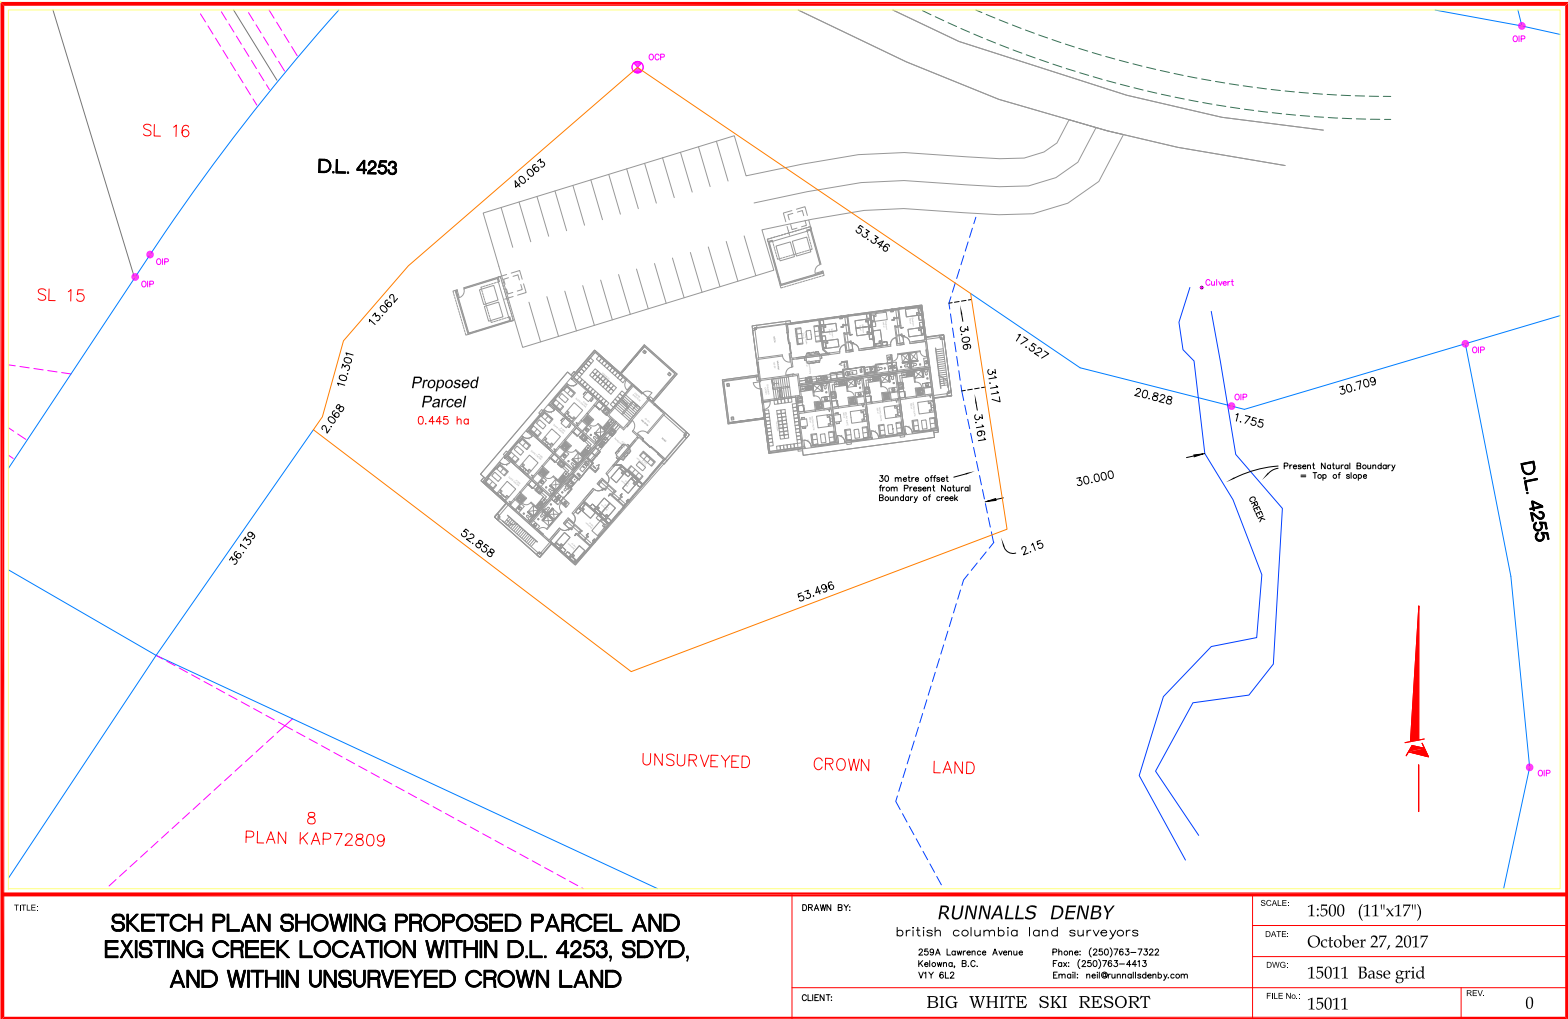 OCP
OIP
SL 16
D.L. 4253
40.063
53.346
OIP
OIP
SL 15
Culvert
13.062
3.06
17.527
10.301
31.117
OIP
Proposed
Parcel
0.445 ha
20.828
OIP
30.709
1.755
2.068
3.161
30 metre offset
from Present Natural
Boundary of creek
30.000
Present Natural Boundary
= Top of slope
CREEK
D.L. 4255
36.139
52.858
2.15
53.496
UNSURVEYED CROWN LAND
OIP
8
PLAN KAP72809
TITLE:
SKETCH PLAN SHOWING PROPOSED PARCEL AND
EXISTING CREEK LOCATION WITHIN D.L. 4253, SDYD,
AND WITHIN UNSURVEYED CROWN LAND
DRAWN BY:
RUNNALLS DENBY
british columbia land surveyors
259A Lawrence Avenue
Kelowna, B.C.
V1Y 6L2
Phone: (250)763-7322
Fax: (250)763-4413
Email: neil@runnallsdenby.com
CLIENT:
BIG WHITE SKI RESORT
SCALE:
1:500 (11"x17")
DATE:
October 27, 2017
DWG:
15011 Base grid
FILE No.:
15011
REV.
0